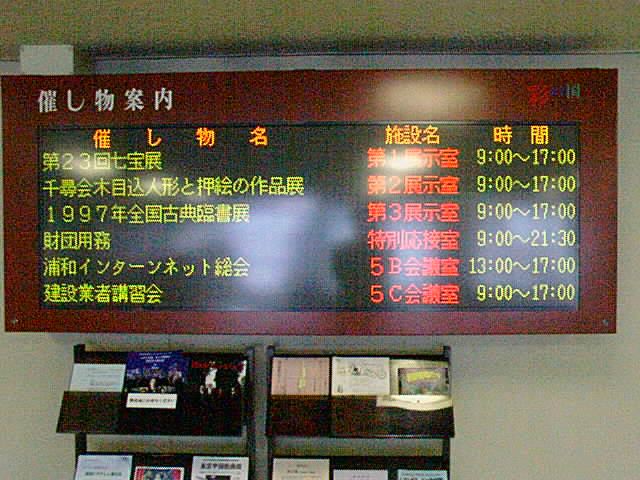 催し物案内 彩の国
催し物名 施設名 時間
第23回七宝展 第1展示室 9:00～17:00
千尋会木目込人形と押絵の作品展 第2展示室 9:00～17:00
1997年全国古典臨書展 第3展示室 9:00～17:00
財団用務 特別応接室 9:00～21:30
浦和インターンネット総会 5B会議室 13:00～17:00
建設業者講習会 5C会議室 9:00～17:00